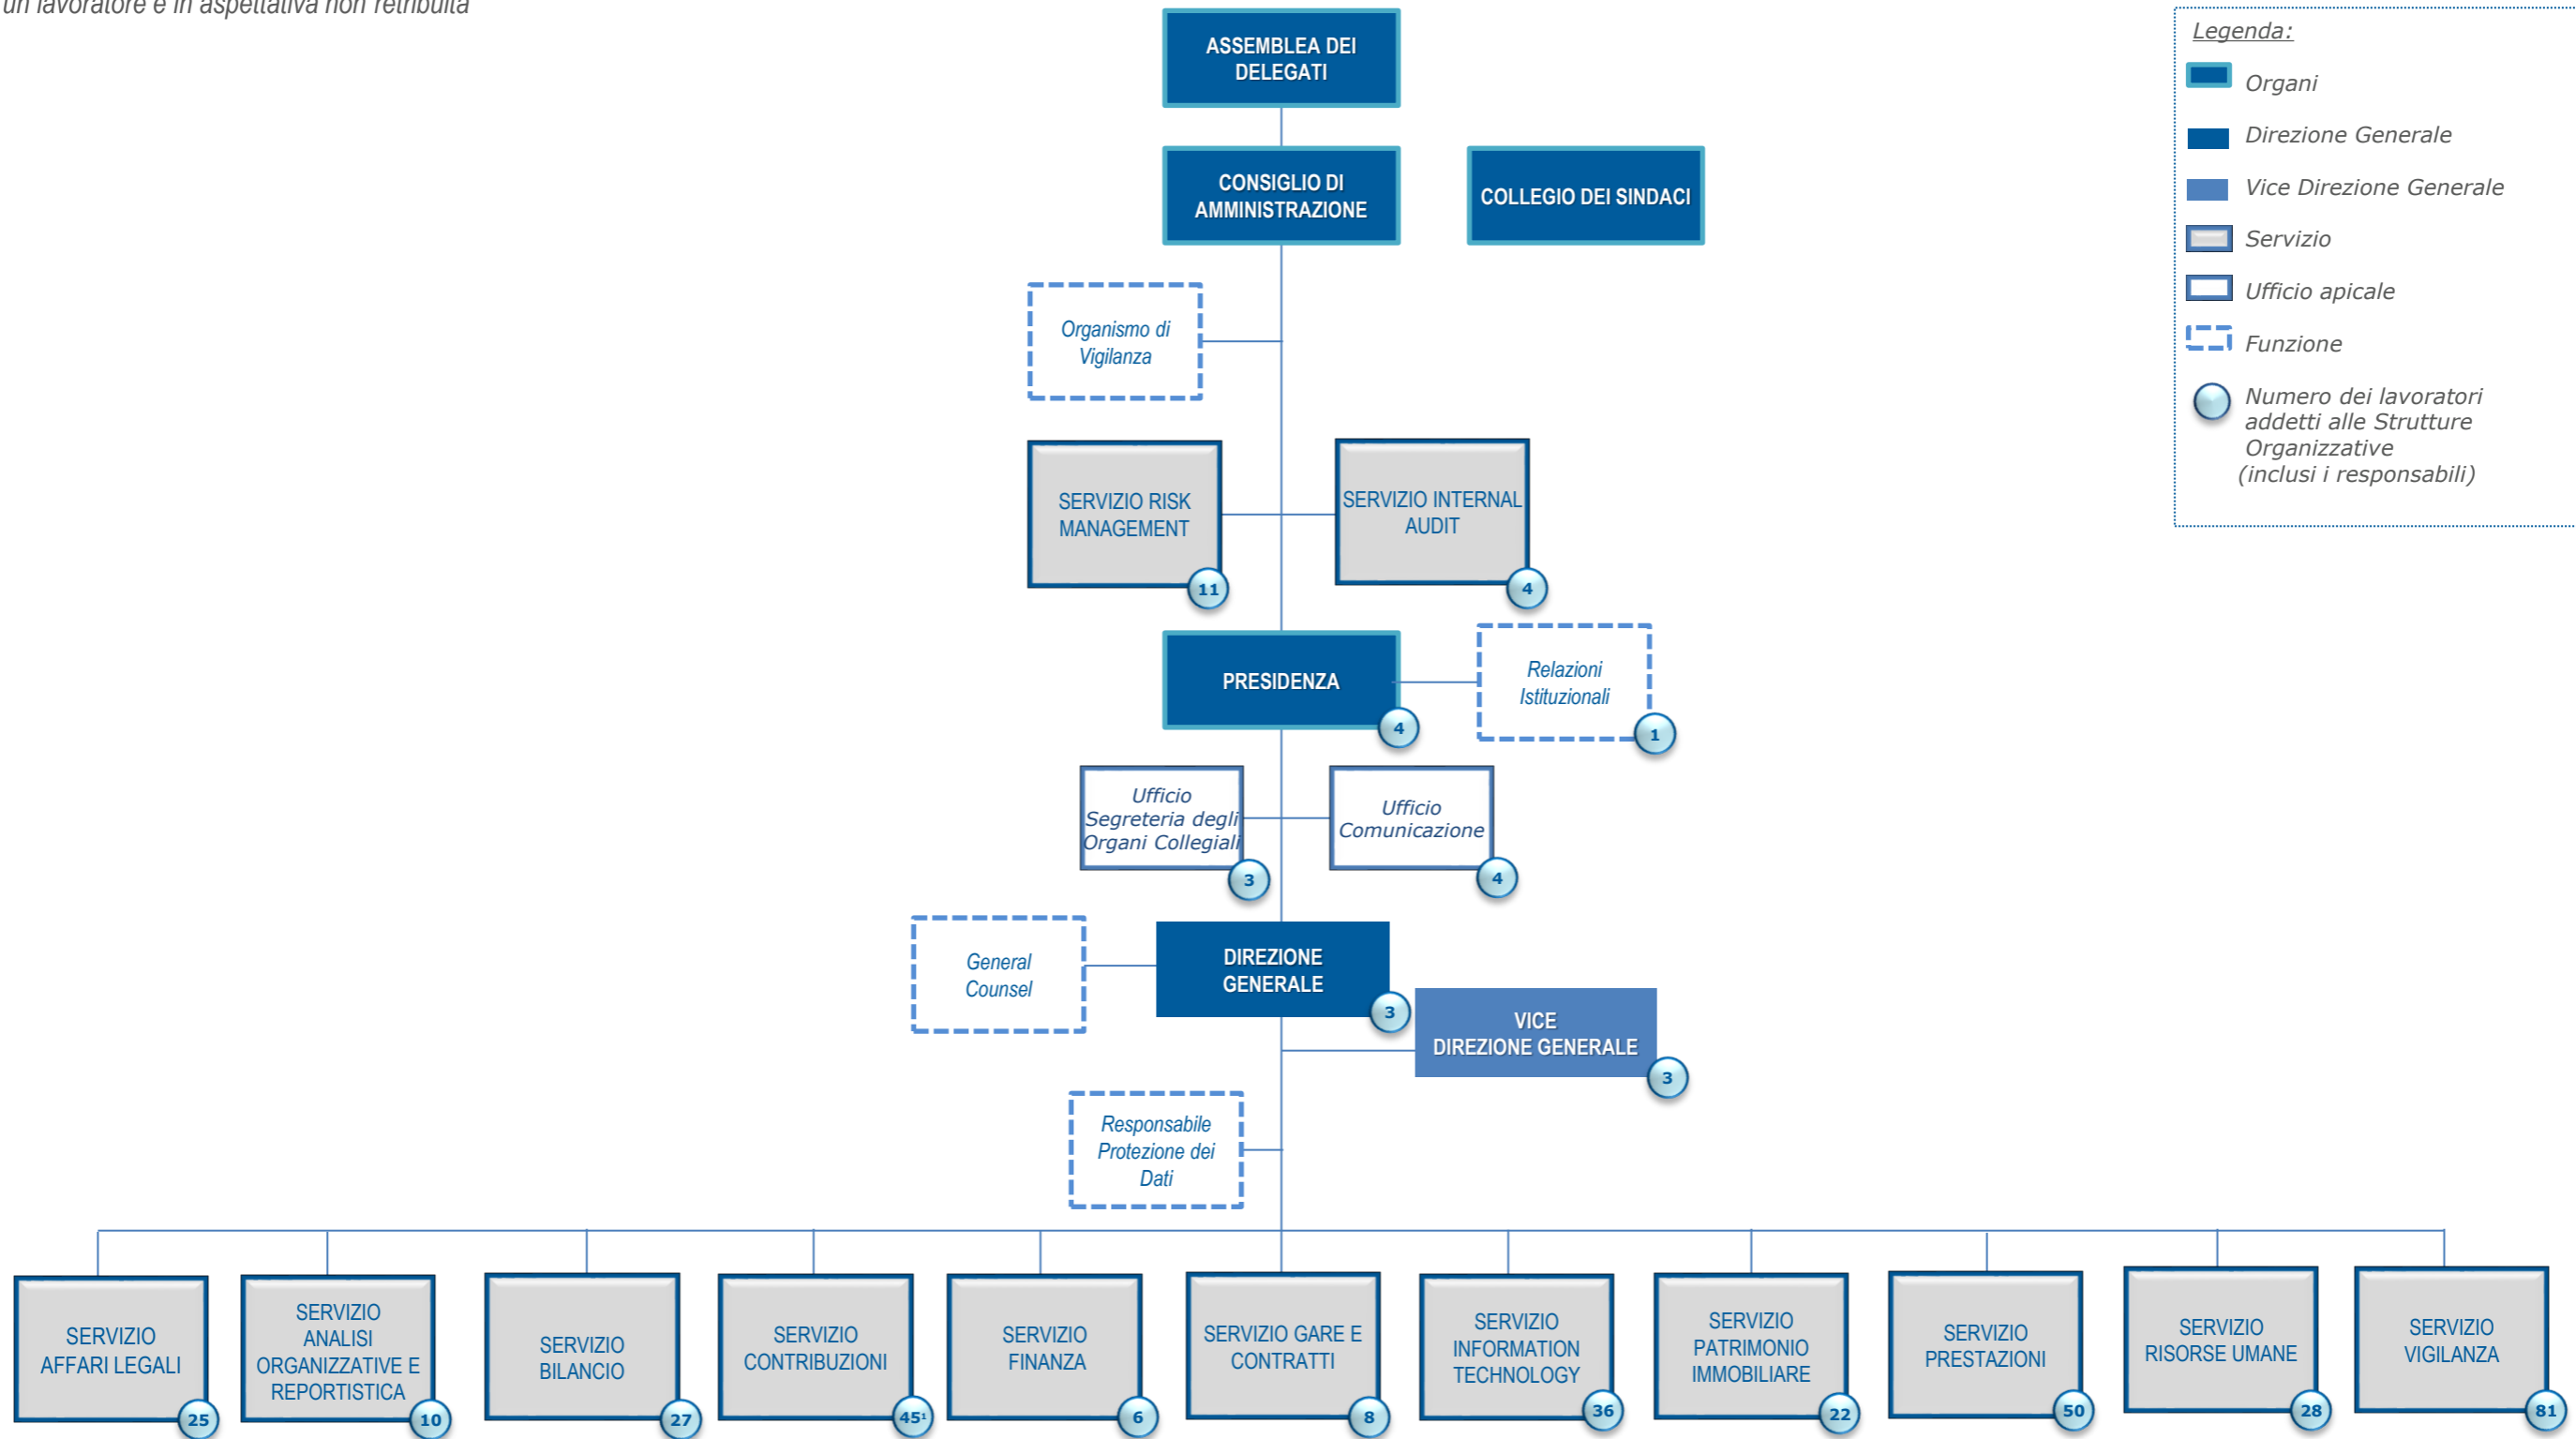 un lavoratore è in aspettativa non retribuita
ASSEMBLEA DEI
DELEGATI
CONSIGLIO DI
AMMINISTRAZIONE
COLLEGIO DEI SINDACI
Legenda:
Organi
Direzione Generale
Vice Direzione Generale
Servizio
Ufficio apicale
Funzione
Numero dei lavoratori
addetti alle Strutture
Organizzative
(inclusi i responsabili)
Organismo di
Vigilanza
SERVIZIO RISK
MANAGEMENT
11
SERVIZIO INTERNAL
AUDIT
4
PRESIDENZA
4
Relazioni
Istituzionali
1
Ufficio
Segreteria degli
Organi Collegiali
3
Ufficio
Comunicazione
4
General
Counsel
DIREZIONE
GENERALE
3
VICE
DIREZIONE GENERALE
3
Responsabile
Protezione dei
Dati
SERVIZIO
AFFARI LEGALI
25
SERVIZIO
ANALISI
ORGANIZZATIVE E
REPORTISTICA
10
SERVIZIO
BILANCIO
27
SERVIZIO
CONTRIBUZIONI
45¹
SERVIZIO
FINANZA
6
SERVIZIO GARE E
CONTRATTI
8
SERVIZIO
INFORMATION
TECHNOLOGY
36
SERVIZIO
PATRIMONIO
IMMOBILIARE
22
SERVIZIO
PRESTAZIONI
50
SERVIZIO
RISORSE UMANE
28
SERVIZIO
VIGILANZA
81